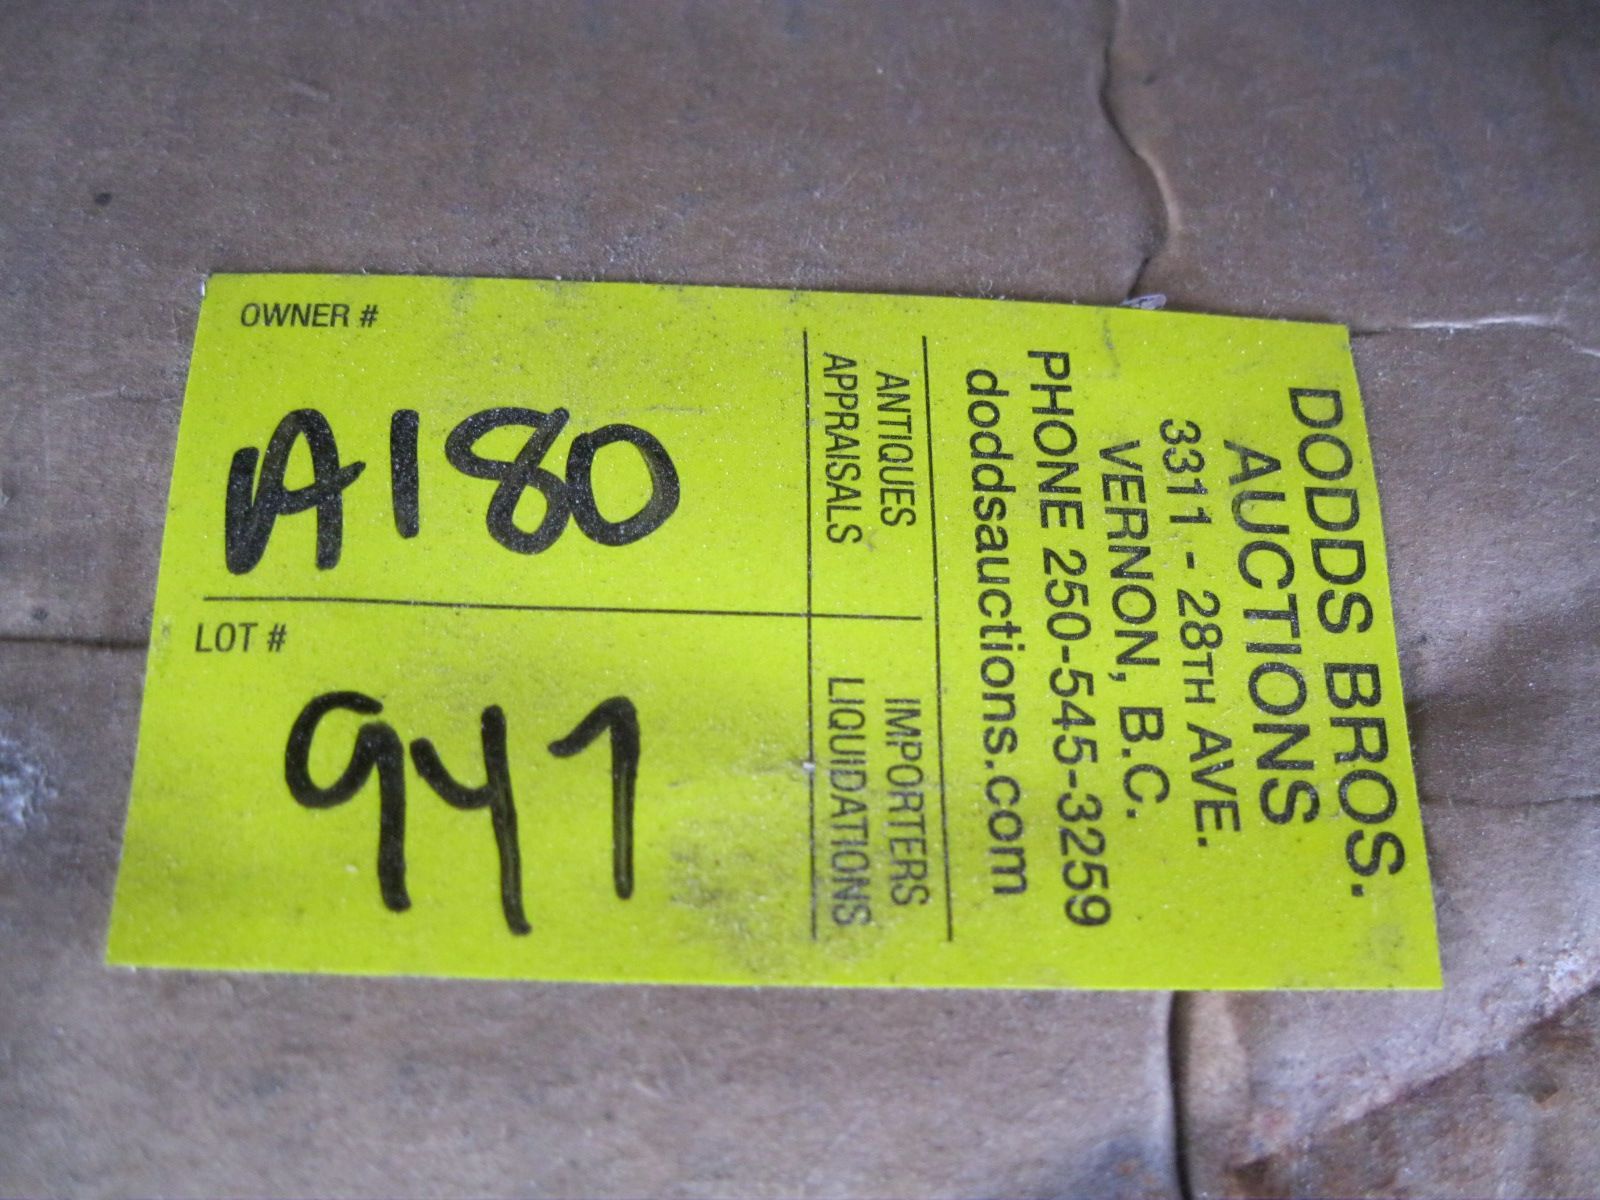 OWNER #
A180
LOT #
947
ANTIQUES IMPORTERS
APPRAISALS LIQUIDATIONS
DODDS BROS.
AUCTIONS
3311 - 28TH AVE.
VERNON, B.C.
PHONE 250-545-3259
doddsauctions.com